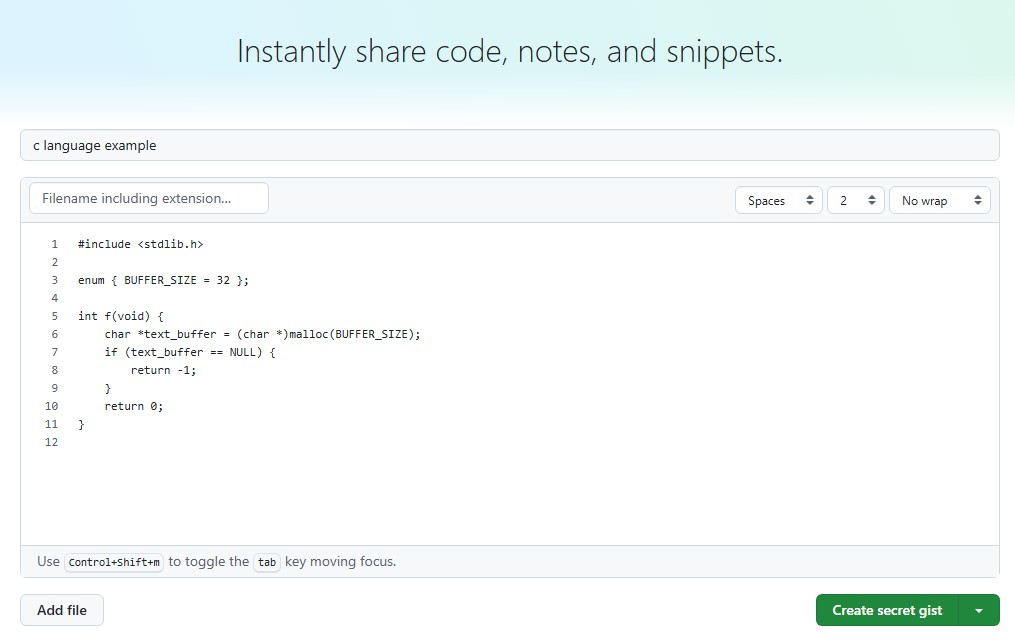 Instantly share code, notes, and snippets.
c language example
Filename including extension...
Spaces 2 No wrap
1 #include <stdlib.h>
2
3 enum { BUFFER_SIZE = 32 };
4
5 int f(void) {
6     char *text_buffer = (char *)malloc(BUFFER_SIZE);
7     if (text_buffer == NULL) {
8         return -1;
9     }
10     return 0;
11 }
12
Use Control+Shift+m to toggle the tab key moving focus.
Add file
Create secret gist